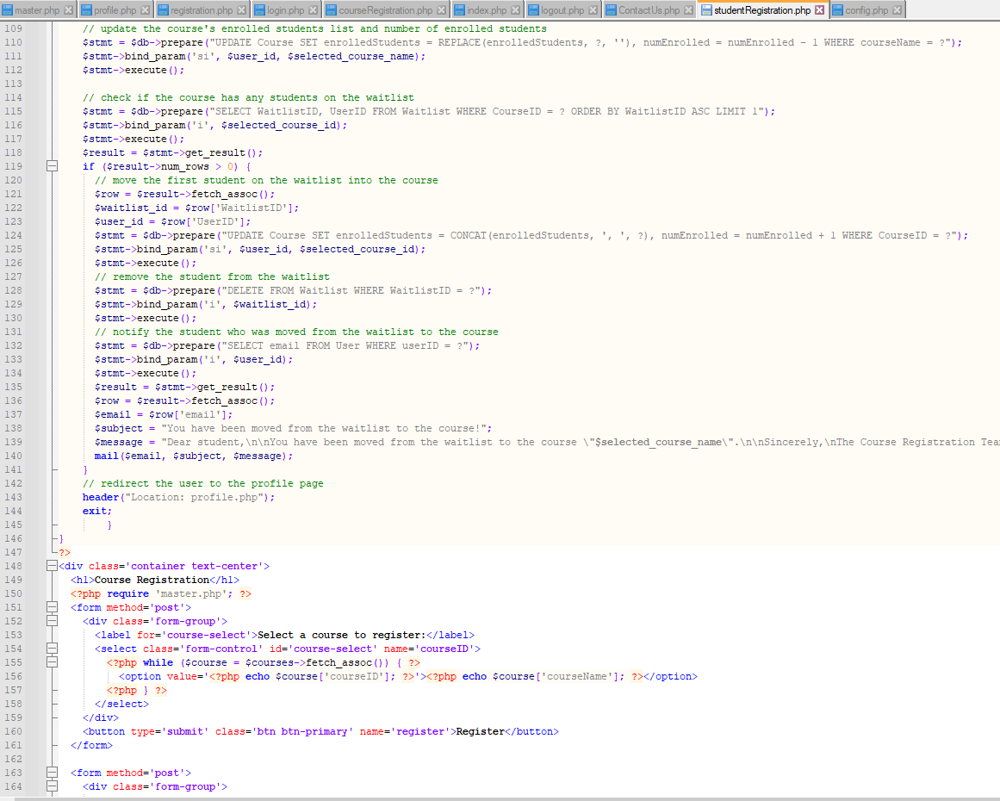 master.php profile.php registration.php login.php courseRegistration.php index.php logout.php ContactUs.php studentRegistration.php config.php
109 // update the course's enrolled students list and number of enrolled students
110 $stmt = $db->prepare("UPDATE Course SET enrolledStudents = REPLACE(enrolledStudents, ?, ''), numEnrolled = numEnrolled - 1 WHERE courseName = ?");
111 $stmt->bind_param('si', $user_id, $selected_course_name);
112 $stmt->execute();
113
114 // check if the course has any students on the waitlist
115 $stmt = $db->prepare("SELECT WaitlistID, UserID FROM Waitlist WHERE CourseID = ? ORDER BY WaitlistID ASC LIMIT 1");
116 $stmt->bind_param('i', $selected_course_id);
117 $stmt->execute();
118 $result = $stmt->get_result();
119 if ($result->num_rows > 0) {
120 // move the first student on the waitlist into the course
121 $row = $result->fetch_assoc();
122 $waitlist_id = $row['WaitlistID'];
123 $user_id = $row['UserID'];
124 $stmt = $db->prepare("UPDATE Course SET enrolledStudents = CONCAT(enrolledStudents, ', ', ?), numEnrolled = numEnrolled + 1 WHERE CourseID = ?");
125 $stmt->bind_param('si', $user_id, $selected_course_id);
126 $stmt->execute();
127 // remove the student from the waitlist
128 $stmt = $db->prepare("DELETE FROM Waitlist WHERE WaitlistID = ?");
129 $stmt->bind_param('i', $waitlist_id);
130 $stmt->execute();
131 // notify the student who was moved from the waitlist to the course
132 $stmt = $db->prepare("SELECT email FROM User WHERE userID = ?");
133 $stmt->bind_param('i', $user_id);
134 $stmt->execute();
135 $result = $stmt->get_result();
136 $row = $result->fetch_assoc();
137 $email = $row['email'];
138 $subject = "You have been moved from the waitlist to the course!";
139 $message = "Dear student,\n\nYou have been moved from the waitlist to the course \"$selected_course_name\".\n\nSincerely,\nThe Course Registration Tea
140 mail($email, $subject, $message);
141 }
142 // redirect the user to the profile page
143 header("Location: profile.php");
144 exit;
145 }
146 }
147 ?>
148 <div class='container text-center'>
149 <h1>Course Registration</h1>
150 <?php require 'master.php'; ?>
151 <form method='post'>
152 <div class='form-group'>
153 <label for='course-select'>Select a course to register:</label>
154 <select class='form-control' id='course-select' name='courseID'>
155 <?php while ($course = $courses->fetch_assoc()) { ?>
156 <option value='<?php echo $course['courseID']; ?>'><?php echo $course['courseName']; ?></option>
157 <?php } ?>
158 </select>
159 </div>
160 <button type='submit' class='btn btn-primary' name='register'>Register</button>
161 </form>
162
163 <form method='post'>
164 <div class='form-group'>